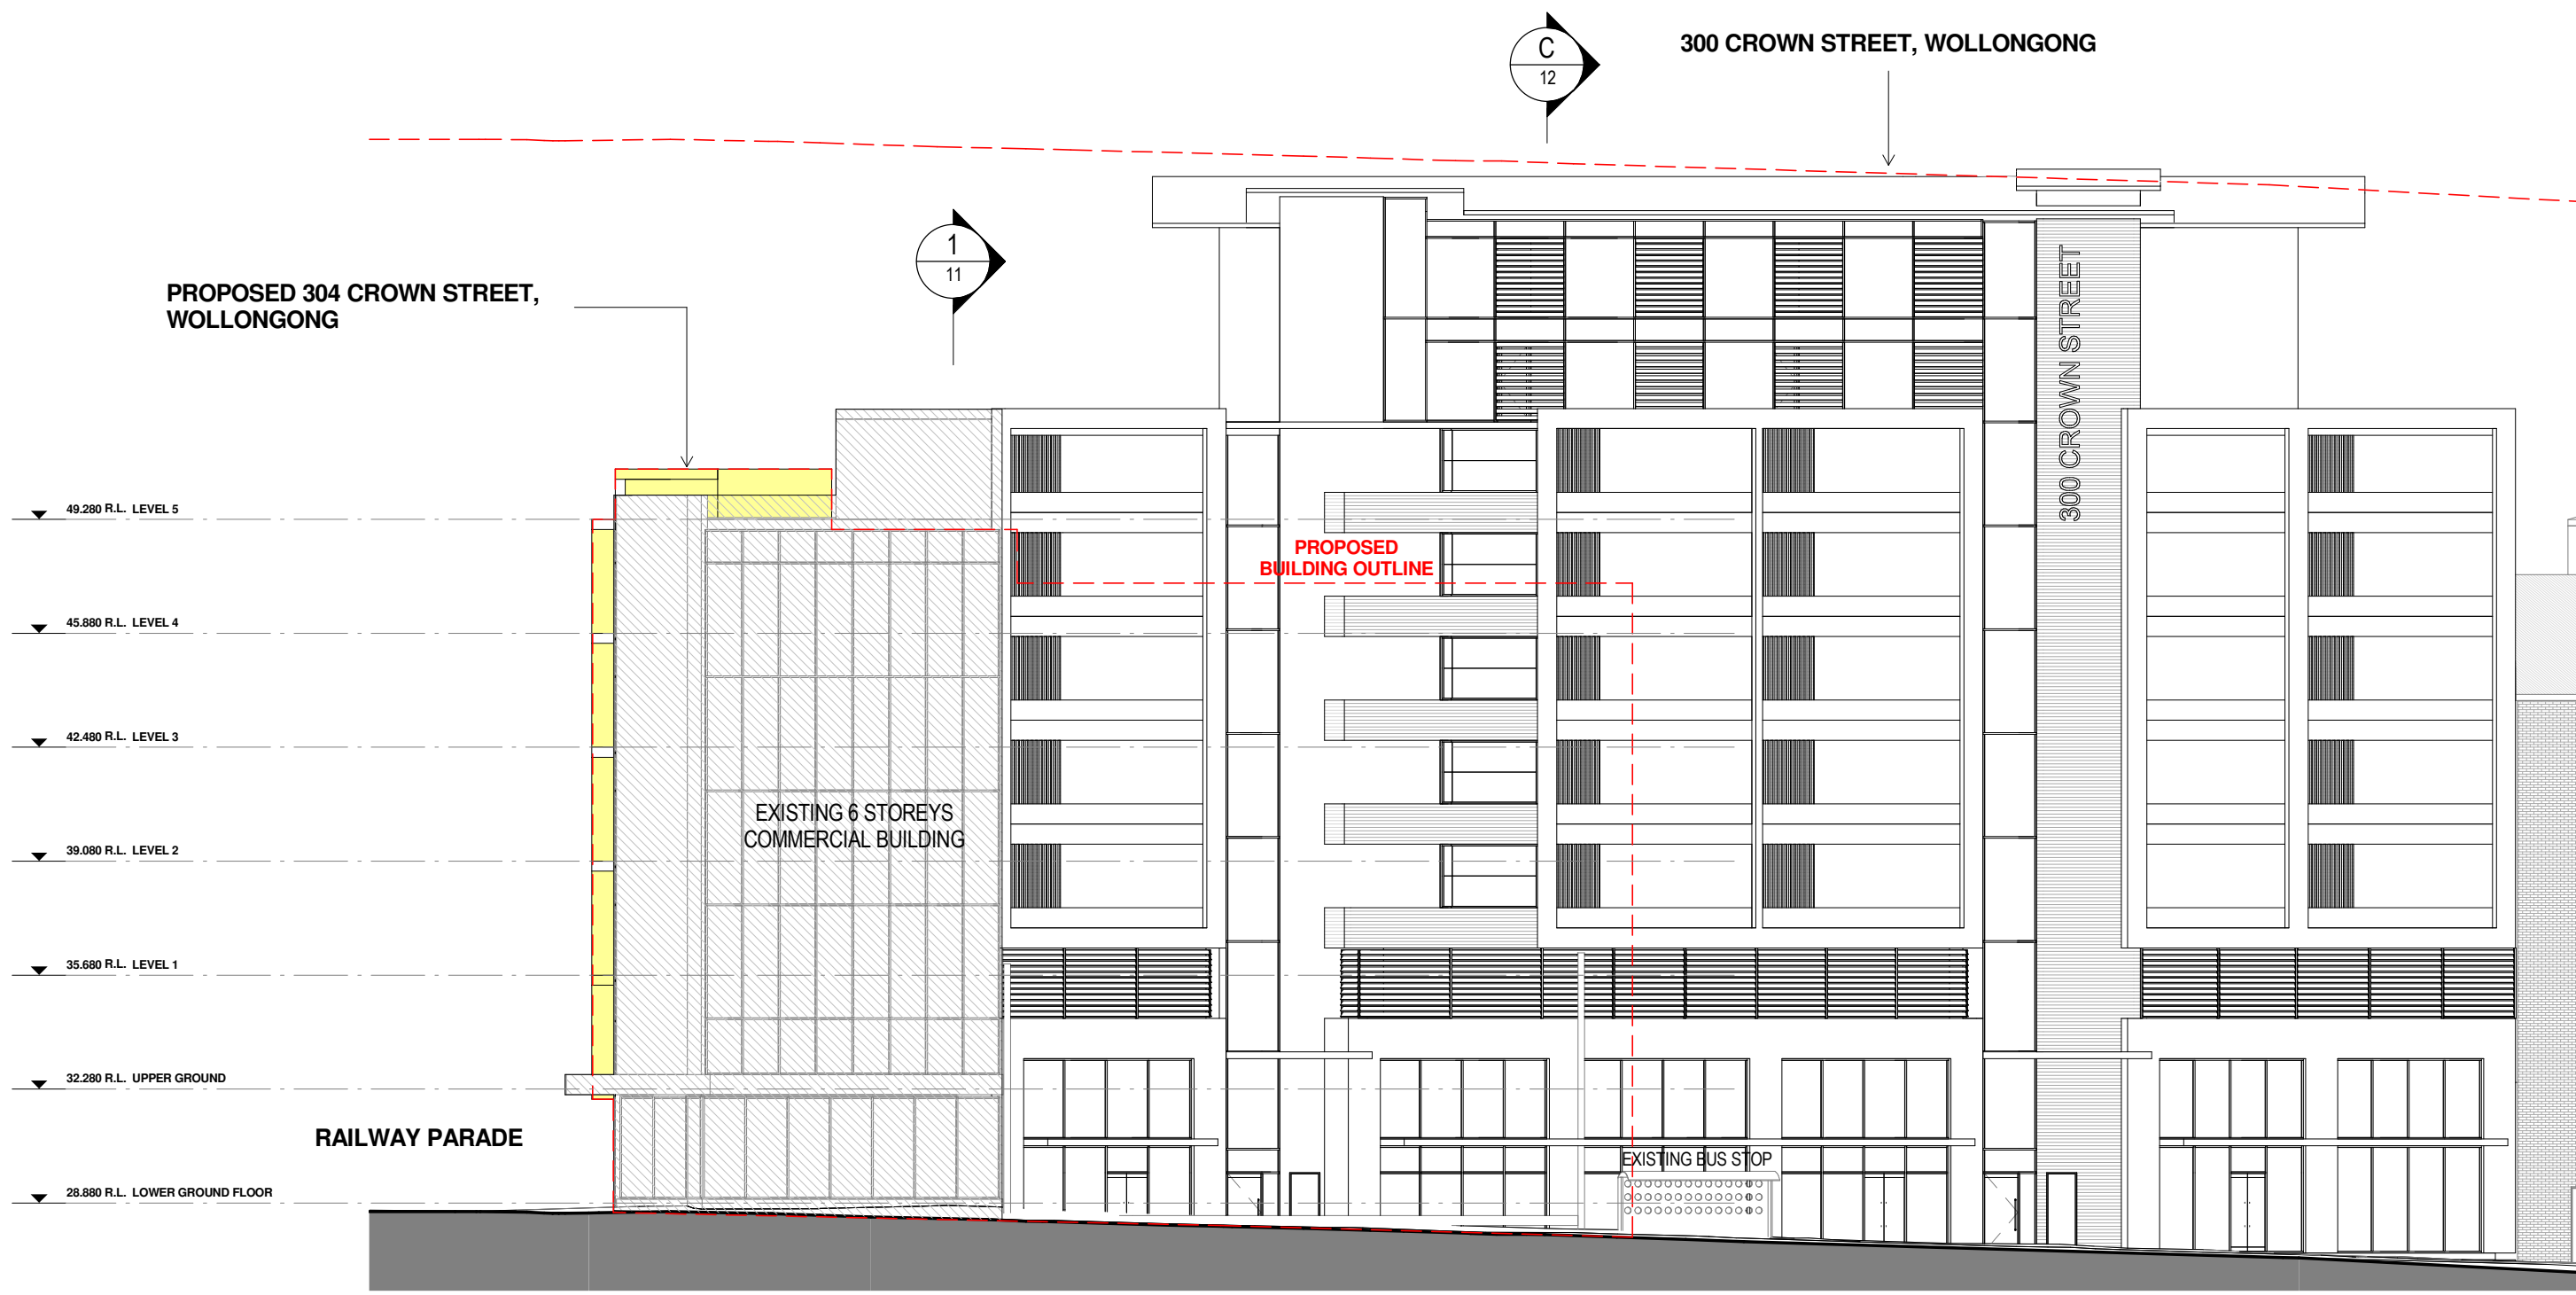 C
12
300 CROWN STREET, WOLLONGONG
1
11
PROPOSED 304 CROWN STREET,
WOLLONGONG
300 CROWN STREET
49.280 R.L. LEVEL 5
PROPOSED
BUILDING OUTLINE
45.880 R.L. LEVEL 4
42.480 R.L. LEVEL 3
EXISTING 6 STOREYS
COMMERCIAL BUILDING
39.080 R.L. LEVEL 2
35.680 R.L. LEVEL 1
32.280 R.L. UPPER GROUND
RAILWAY PARADE
EXISTING BUS STOP
28.880 R.L. LOWER GROUND FLOOR